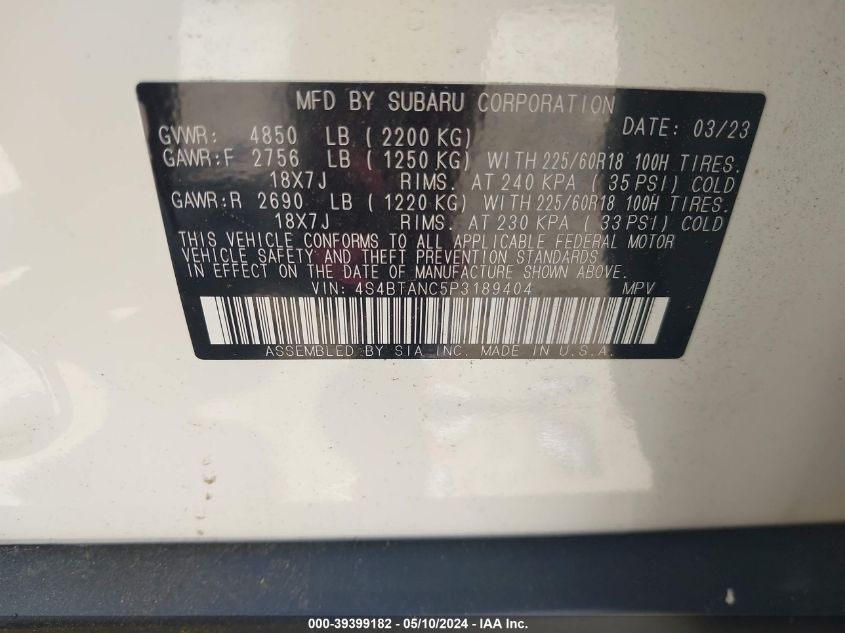 MFD BY SUBARU CORPORATION
DATE: 03/23
GVWR: 4850 LB ( 2200 KG)
GAWR:F 2756 LB ( 1250 KG) WITH 225/60R18 100H TIRES.
18X7J RIMS. AT 240 KPA ( 35 PSI) COLD
GAWR:R 2690 LB ( 1220 KG) WITH 225/60R18 100H TIRES.
18X7J RIMS. AT 230 KPA ( 33 PSI) COLD
THIS VEHICLE CONFORMS TO ALL APPLICABLE FEDERAL MOTOR
VEHICLE SAFETY AND THEFT PREVENTION STANDARDS
IN EFFECT ON THE DATE OF MANUFACTURE SHOWN ABOVE.
VIN: 4S4BTANC5P3189404 MPV
ASSEMBLED BY SIA INC. MADE IN U.S.A.
000-39399182 - 05/10/2024 - IAA Inc.